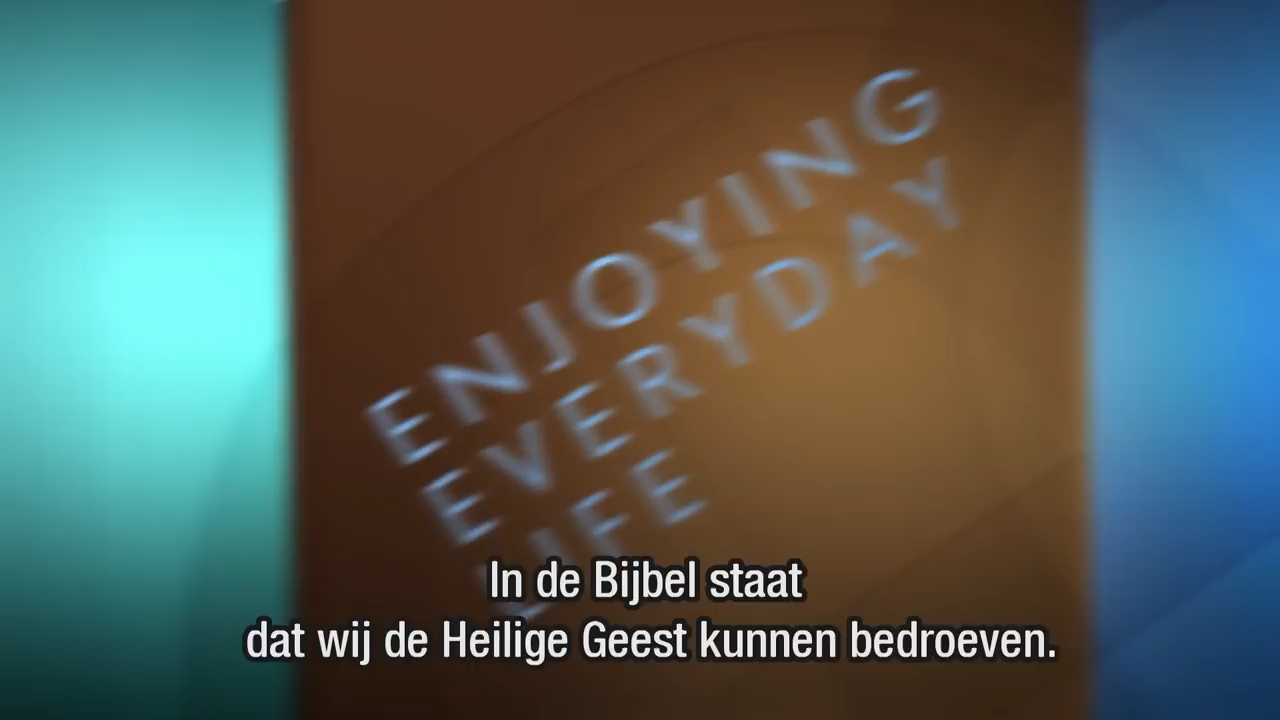 ENJOYING
EVERYDAY
LIFE
In de Bijbel staat
dat wij de Heilige Geest kunnen bedroeven.